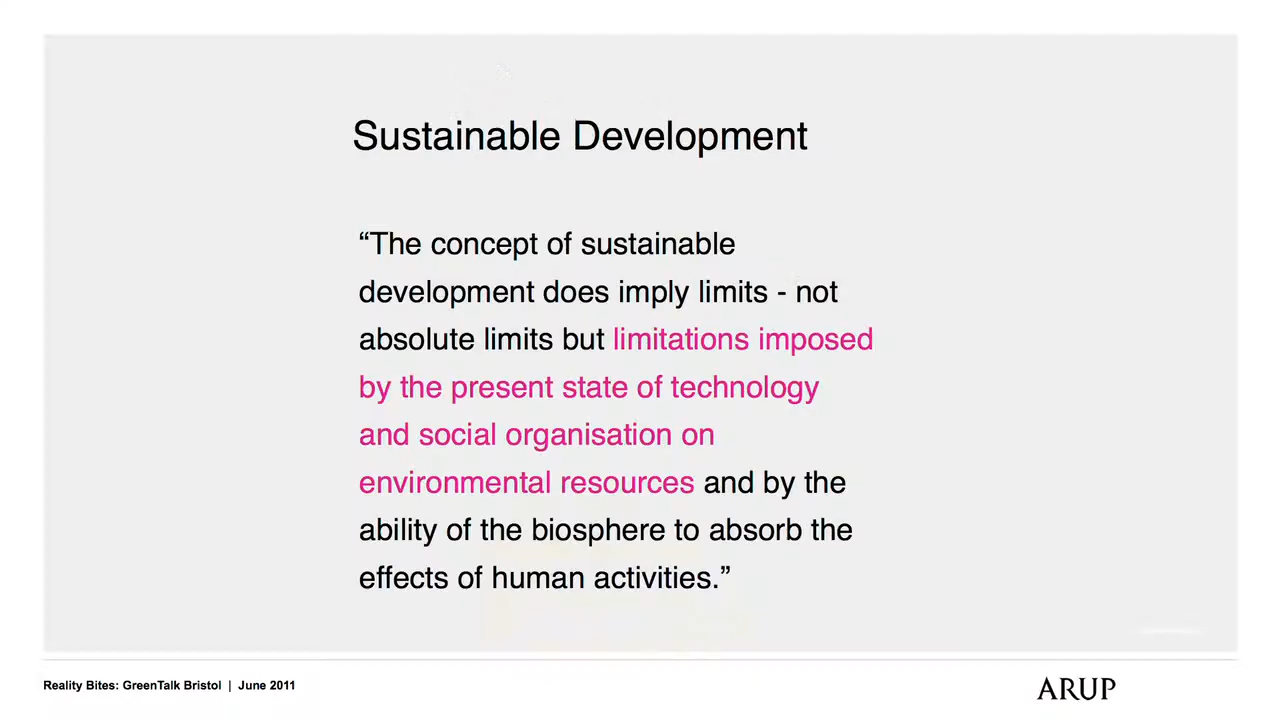 Sustainable Development
“The concept of sustainable
development does imply limits - not
absolute limits but limitations imposed
by the present state of technology
and social organisation on
environmental resources and by the
ability of the biosphere to absorb the
effects of human activities.”
Reality Bites: GreenTalk Bristol | June 2011
ARUP